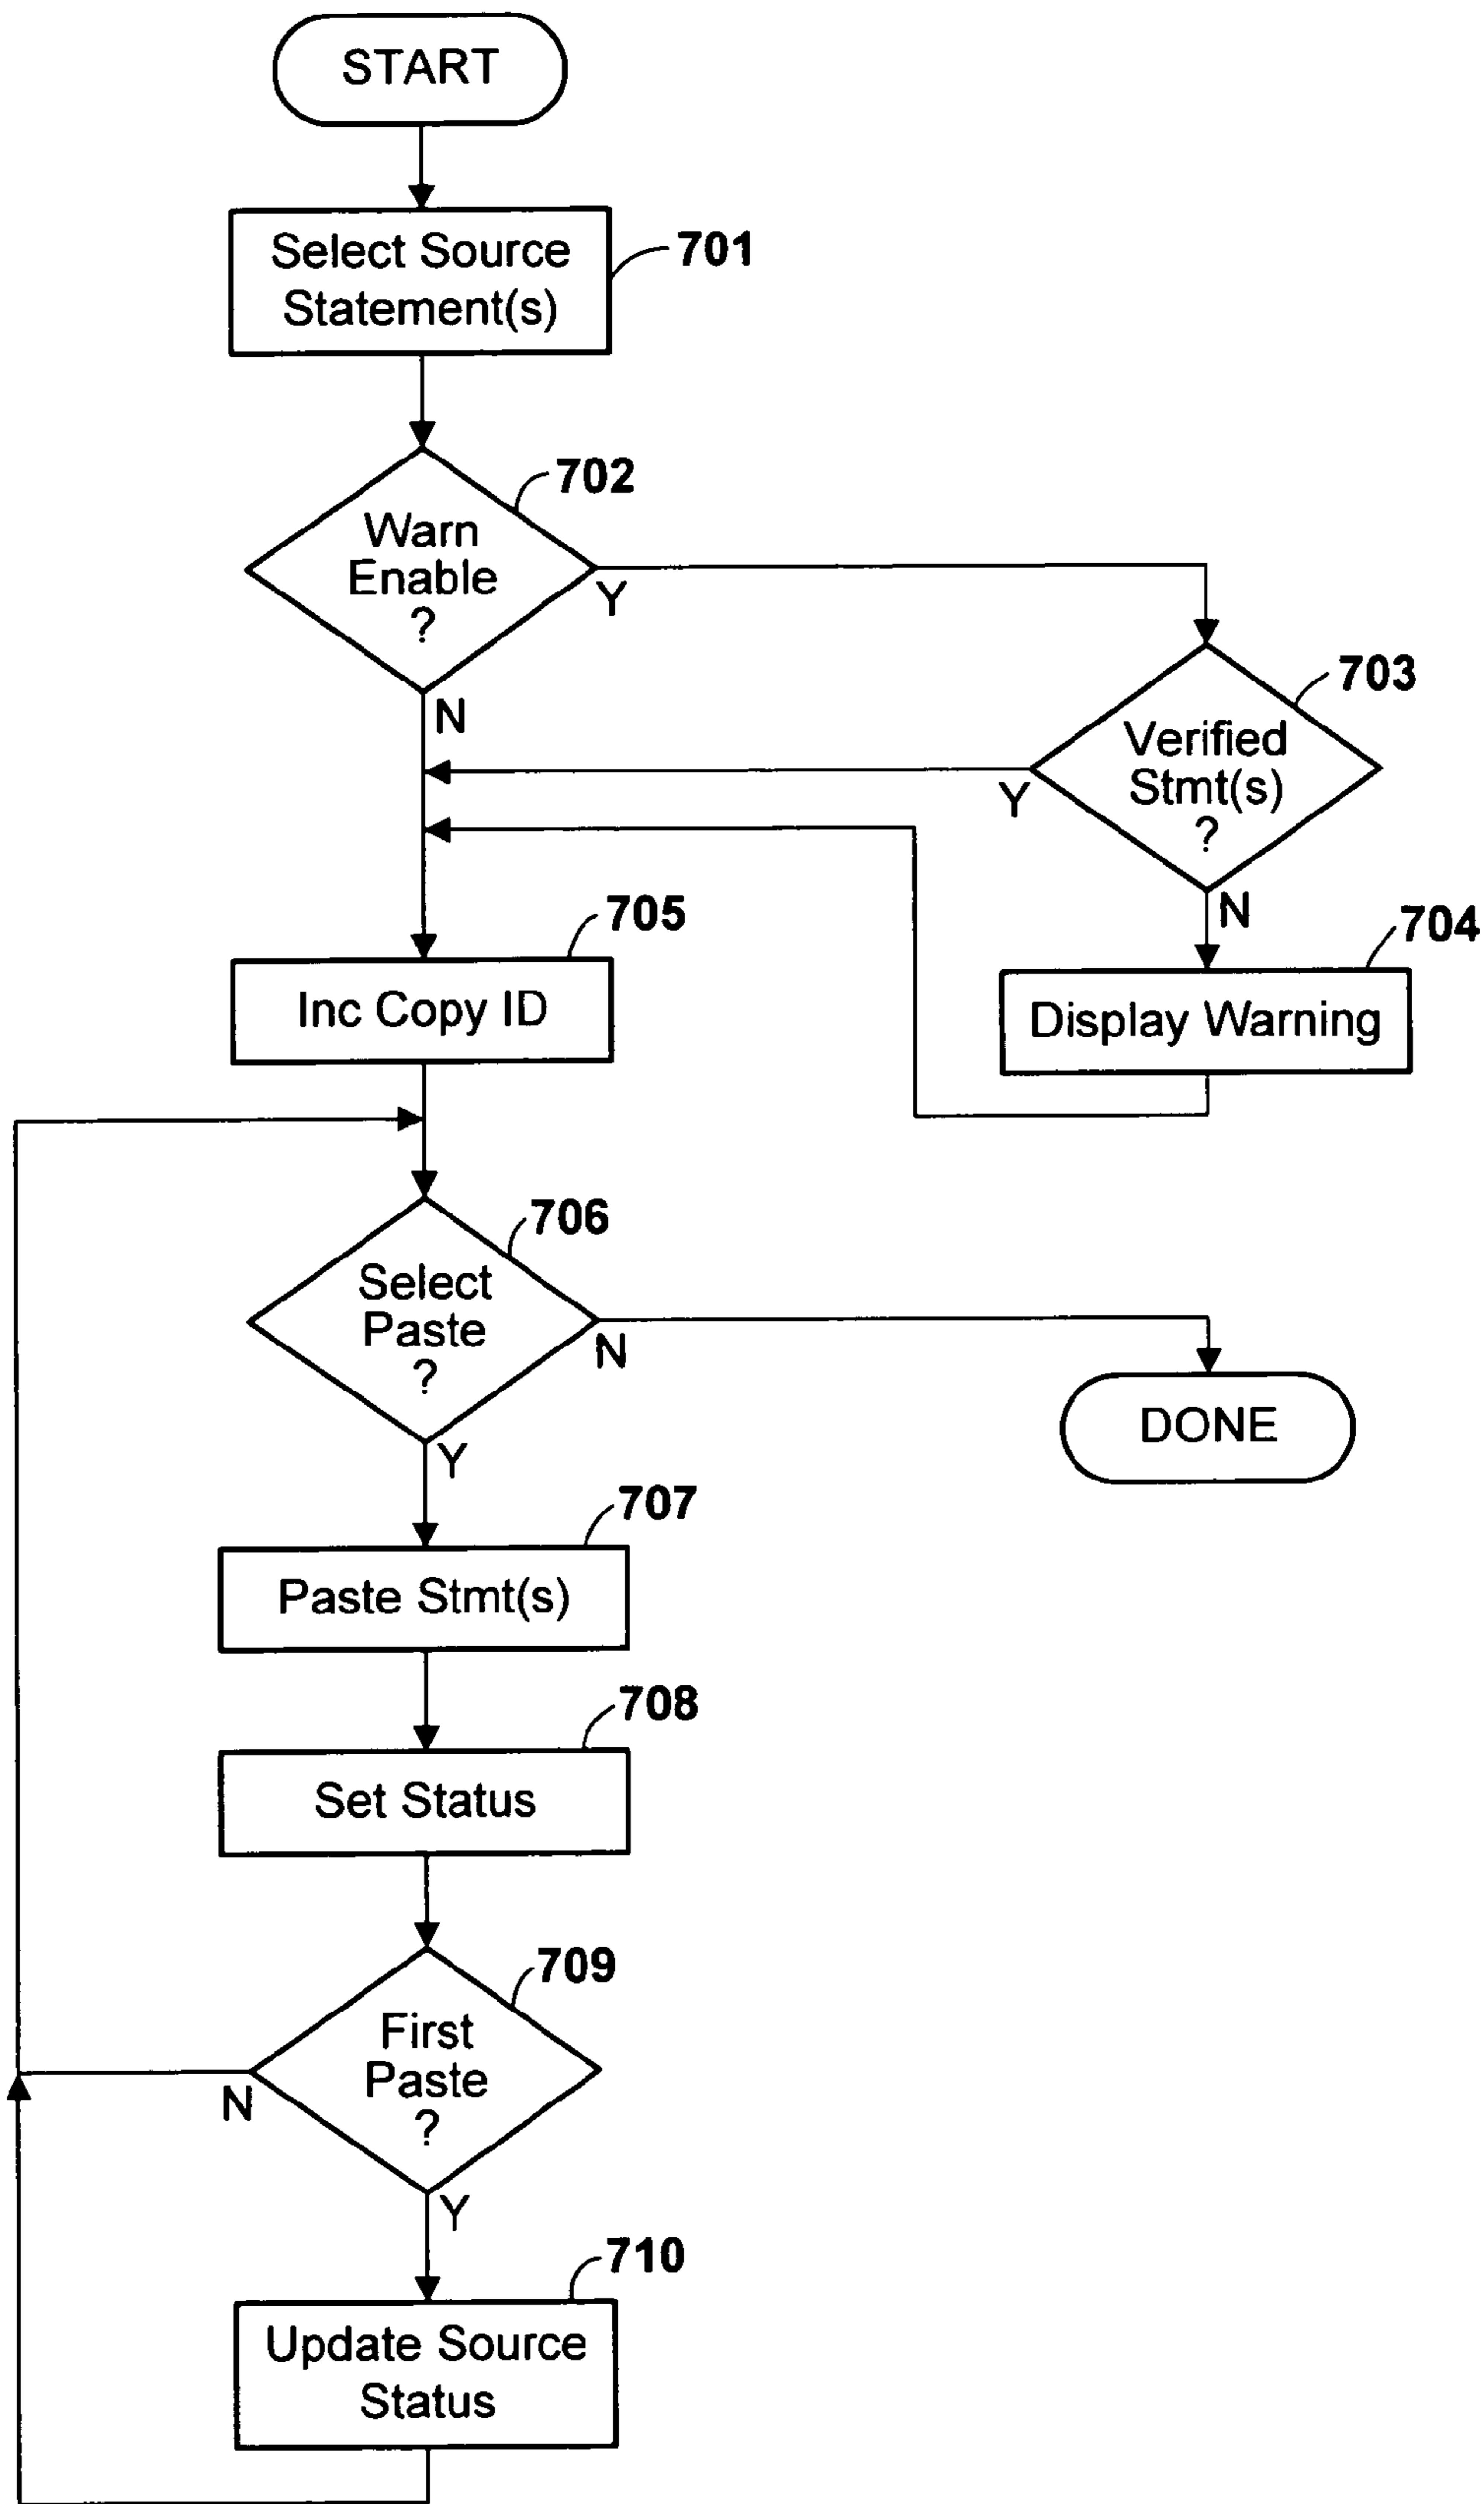 START
Select Source
Statement(s)
701
702
Warn
Enable
?
Y
N
703
Verified
Stmt(s)
?
Y
N
704
Display Warning
705
Inc Copy ID
706
Select
Paste
?
N
Y
DONE
707
Paste Stmt(s)
708
Set Status
709
First
Paste
?
N
Y
710
Update Source
Status